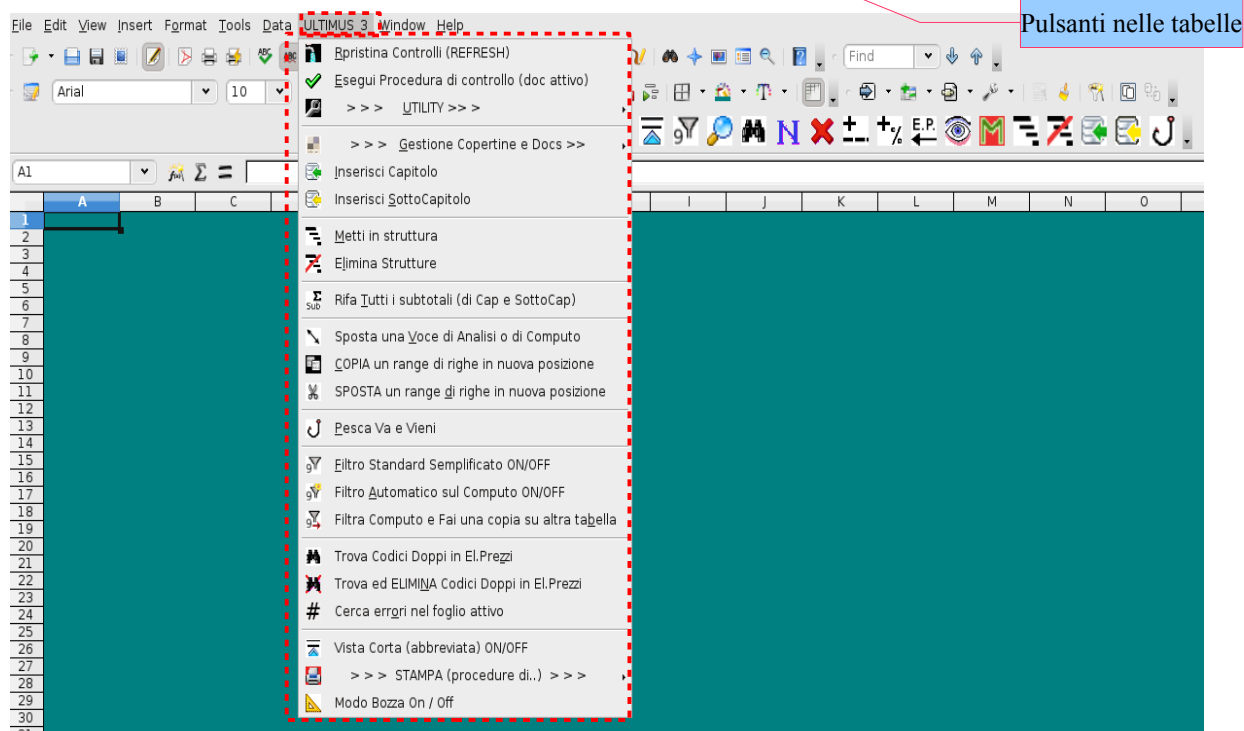 Pulsanti nelle tabelle
File Edit View Insert Format Tools Data ULTIMUS 3 Window Help
Find
Arial 10
A1
A B C I J K L M N O
Rpristina Controlli (REFRESH)
Esegui Procedura di controllo (doc attivo)
> > > UTILITY >> >
> > > Gestione Copertine e Docs >>
Inserisci Capitolo
Inserisci SottoCapitolo
Metti in struttura
Elimina Strutture
Rifa Tutti i subtotali (di Cap e SottoCap)
Sposta una Voce di Analisi o di Computo
COPIA un range di righe in nuova posizione
SPOSTA un range di righe in nuova posizione
Pesca Va e Vieni
Filtro Standard Semplificato ON/OFF
Filtro Automatico sul Computo ON/OFF
Filtra Computo e Fai una copia su altra tabella
Trova Codici Doppi in El.Prezzi
Trova ed ELIMINA Codici Doppi in El.Prezzi
Cerca errori nel foglio attivo
Vista Corta (abbreviata) ON/OFF
> > > STAMPA (procedure di..) > > >
Modo Bozza On / Off
1
2
3
4
5
6
7
8
9
10
11
12
13
14
15
16
17
18
19
20
21
22
23
24
25
26
27
28
29
30